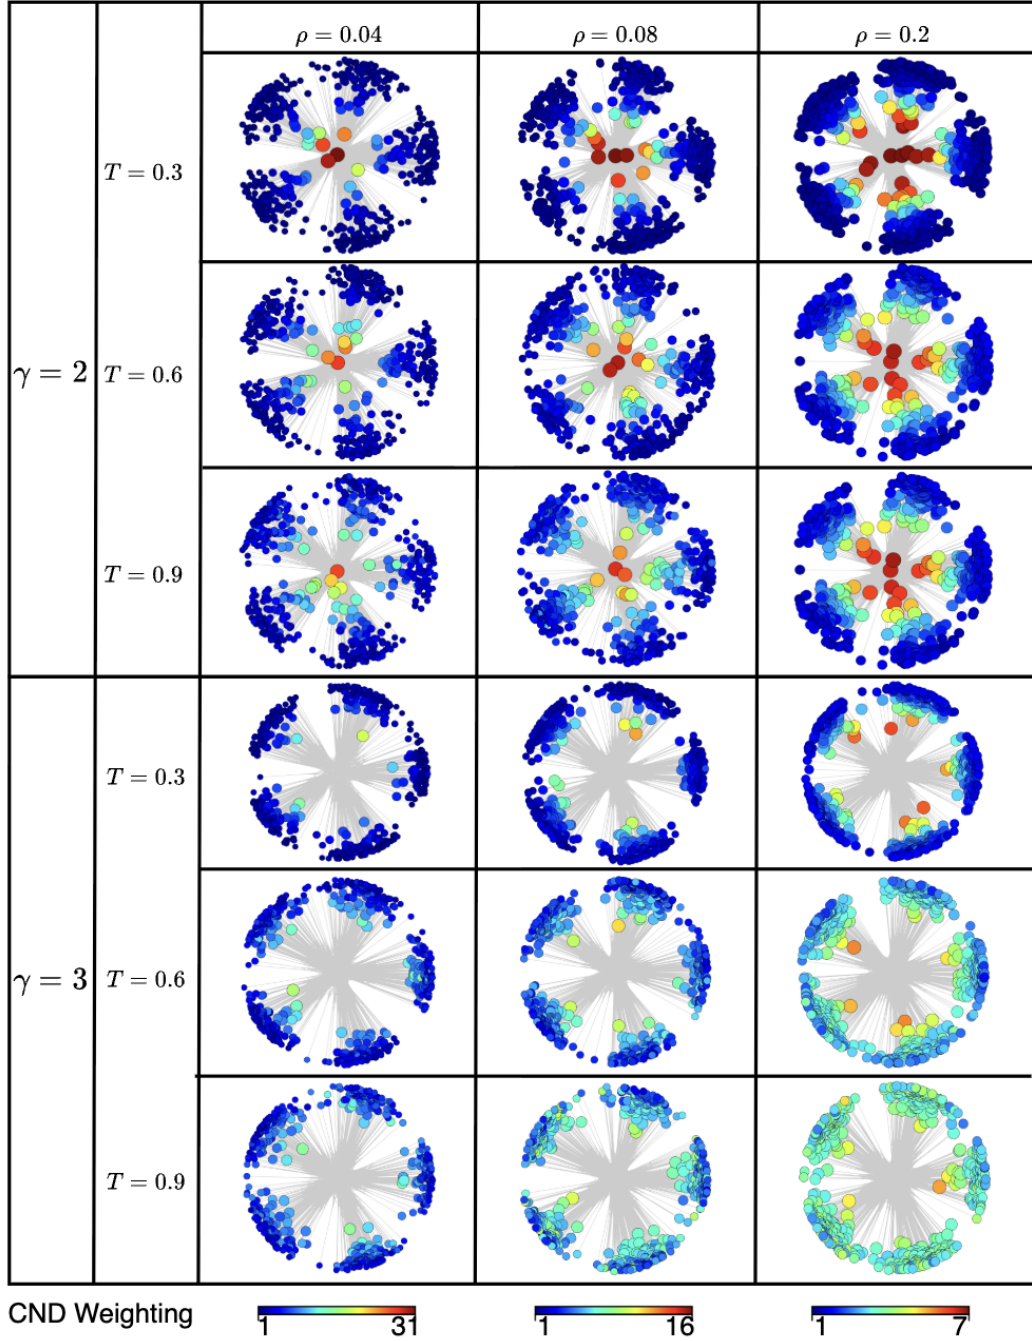 ρ = 0.04 ρ = 0.08 ρ = 0.2
T = 0.3
γ = 2 T = 0.6
T = 0.9
T = 0.3
γ = 3 T = 0.6
T = 0.9
CND Weighting 1 31 1 16 1 7